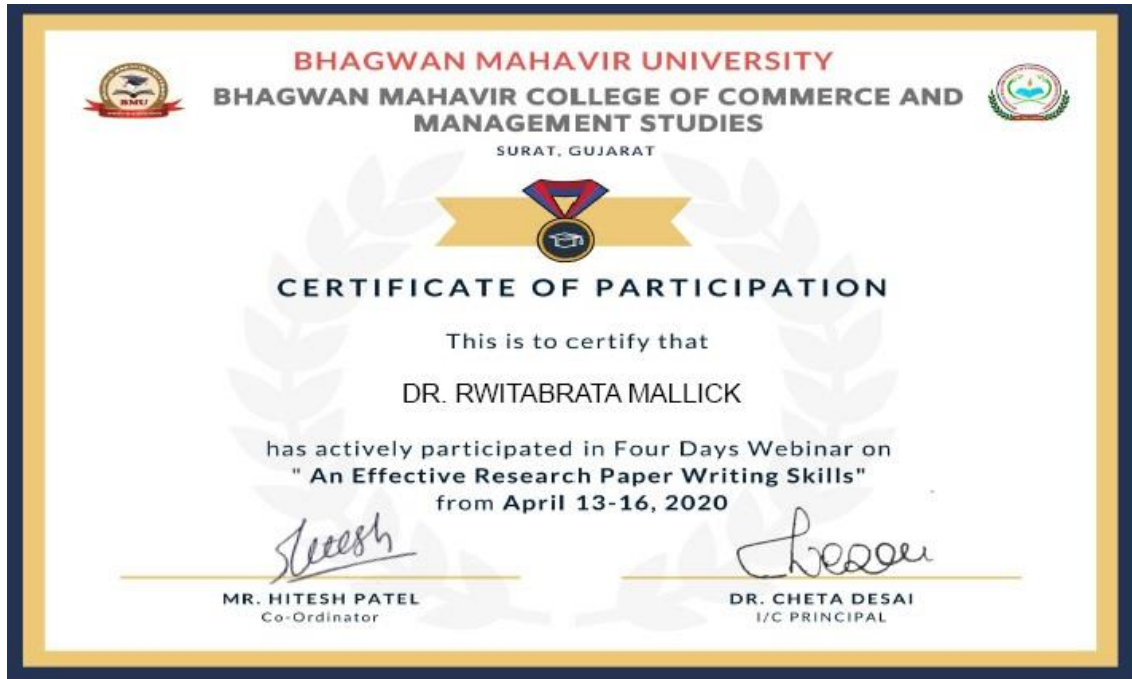 BHAGWAN MAHAVIR UNIVERSITY
BHAGWAN MAHAVIR COLLEGE OF COMMERCE AND
MANAGEMENT STUDIES
SURAT, GUJARAT
BMU
CERTIFICATE OF PARTICIPATION
This is to certify that
DR. RWITABRATA MALLICK
has actively participated in Four Days Webinar on
" An Effective Research Paper Writing Skills"
from April 13-16, 2020
MR. HITESH PATEL
Co-Ordinator
DR. CHETA DESAI
I/C PRINCIPAL